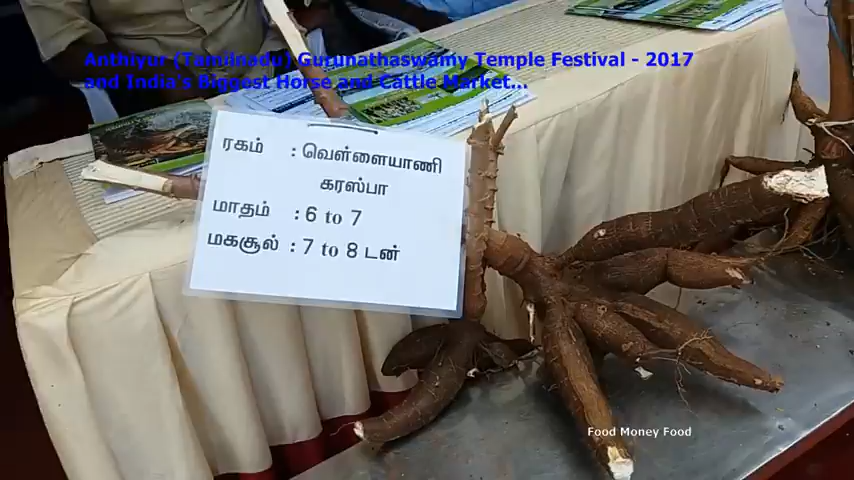 Anthiyur (Tamilnadu) Gurunathaswamy Temple Festival - 2017
and India's Biggest Horse and Cattle Market...
ரகம் : வெள்ளையாணி
கரஸ்பா
மாதம் : 6 to 7
மகசூல் : 7 to 8 டன்
Food Money Food